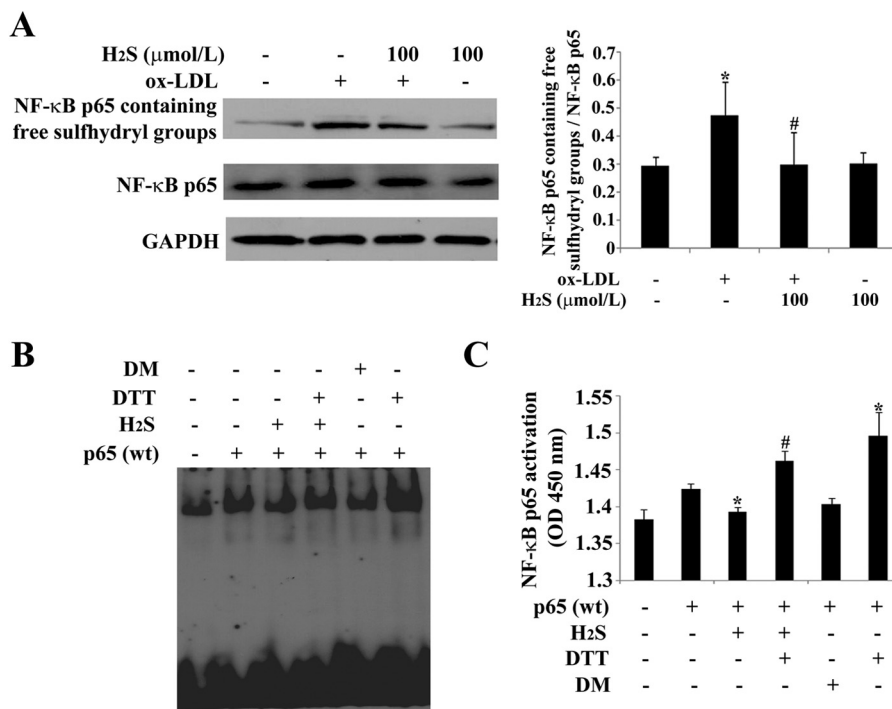 A
H2S (μmol/L) - - 100 100
ox-LDL - + + -
NF-κB p65 containing
free sulfhydryl groups
NF-κB p65
GAPDH
NF-κB p65 containing free
sulfhydryl groups / NF-κB p65
0.7
0.6
0.5
0.4
0.3
0.2
0.1
0
*
#
ox-LDL - + + -
H2S (μmol/L) - - 100 100
B
DM - - - - + -
DTT - - - + - +
H2S - - + + - -
p65 (wt) - + + + + +
C
NF-κB p65 activation
(OD 450 nm)
1.55
1.5
1.45
1.4
1.35
1.3
*
#
*
p65 (wt) - + + + + +
H2S - - + + - -
DTT - - - + - +
DM - - - - + -